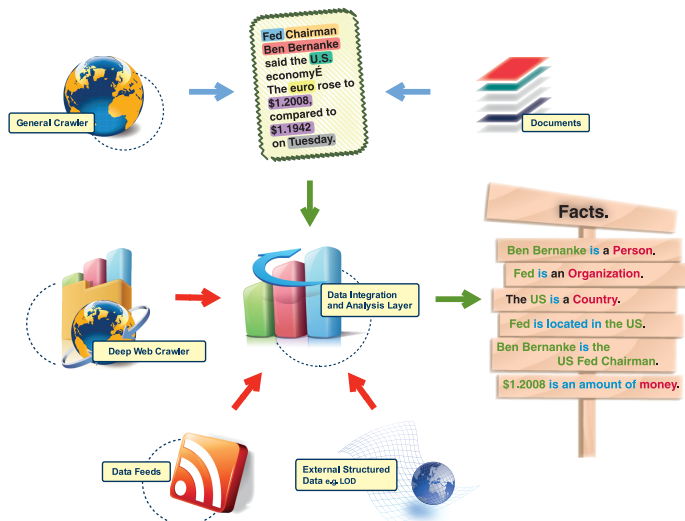 Fed Chairman
Ben Bernanke
said the U.S.
economyÉ
The euro rose to
$1.2008,
compared to
$1.1942
on Tuesday.
General Crawler
Documents
Facts.
Ben Bernanke is a Person.
Fed is an Organization.
The US is a Country.
Fed is located in the US.
Ben Bernanke is the
US Fed Chairman.
$1.2008 is an amount of money.
Data Integration
and Analysis Layer
Deep Web Crawler
Data Feeds
External Structured
Data e.g. LOD